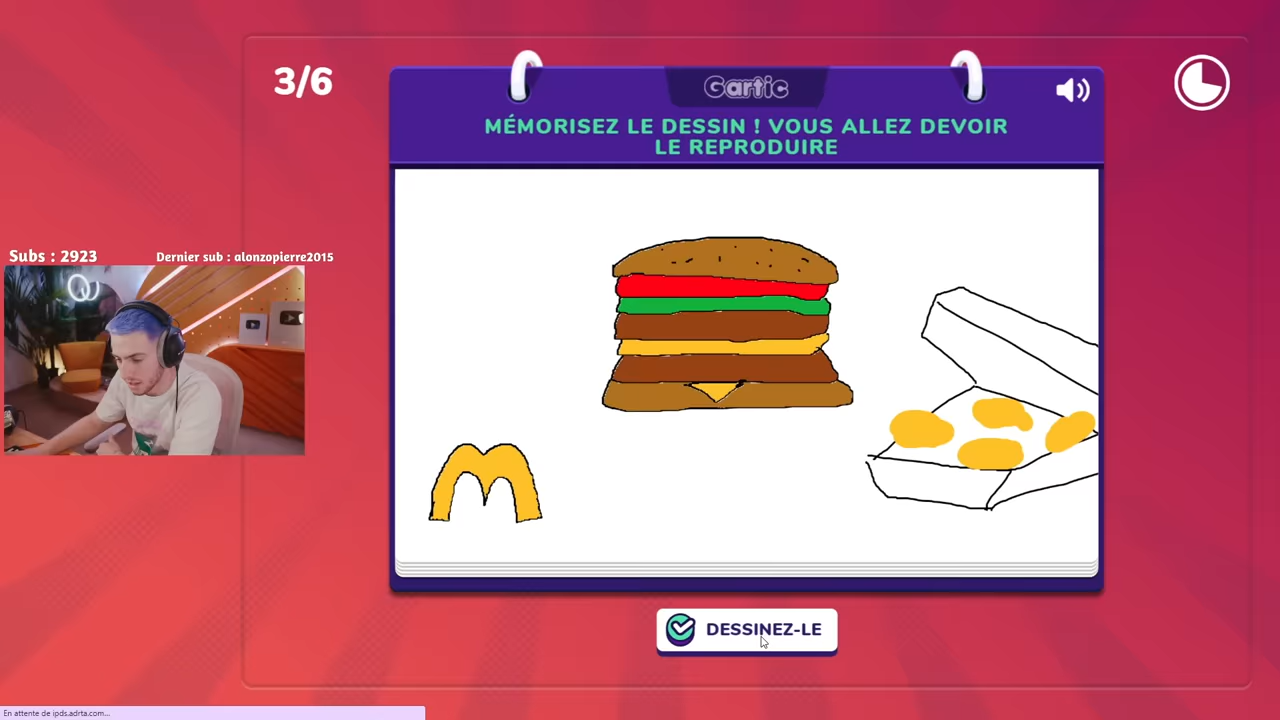 3/6
Gartic
MÉMORISEZ LE DESSIN ! VOUS ALLEZ DEVOIR
LE REPRODUIRE
Subs : 2923
Dernier sub : alonzopierre2015
DESSINEZ-LE
En attente de ipds.adrta.com...